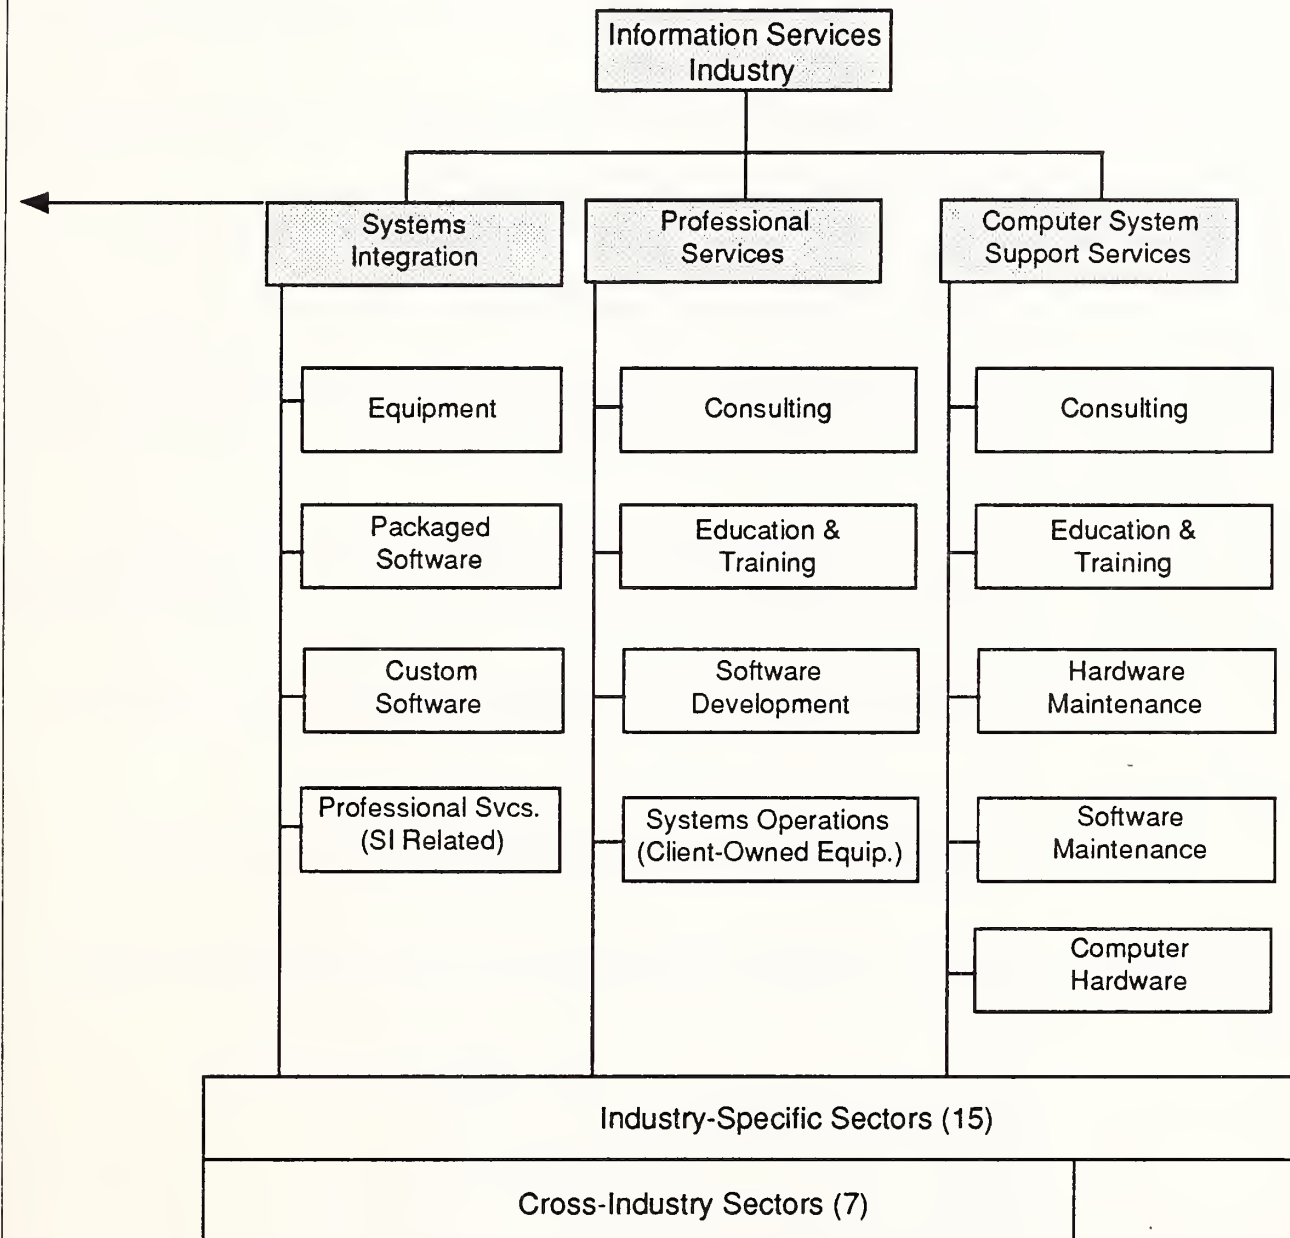 Information Services
Industry
Systems
Integration
Professional
Services
Computer System
Support Services
Equipment
Consulting
Consulting
Packaged
Software
Education &
Training
Education &
Training
Custom
Software
Software
Development
Hardware
Maintenance
Professional Svcs.
(SI Related)
Systems Operations
(Client-Owned Equip.)
Software
Maintenance
Computer
Hardware
Industry-Specific Sectors (15)
Cross-Industry Sectors (7)